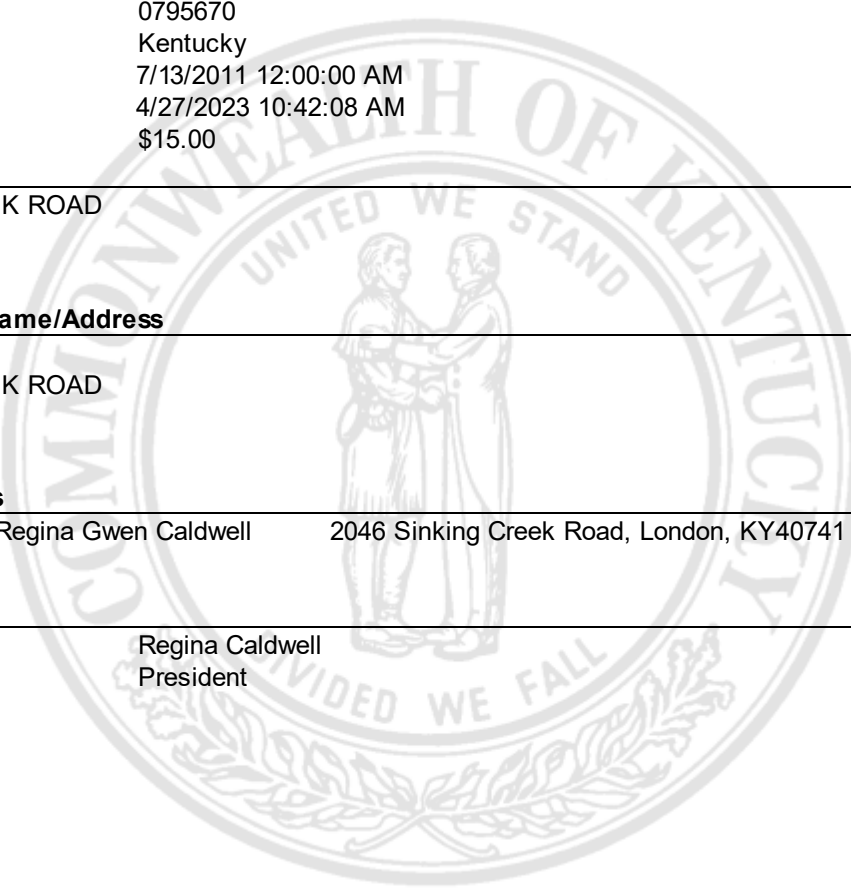 0795670
Kentucky
7/13/2011 12:00:00 AM
4/27/2023 10:42:08 AM
$15.00
K ROAD
ame/Address
K ROAD
s
Regina Gwen Caldwell 2046 Sinking Creek Road, London, KY40741
Regina Caldwell
President
COMMONWEALTH OF KENTUCKY
UNITED WE STAND
DIVIDED WE FALL